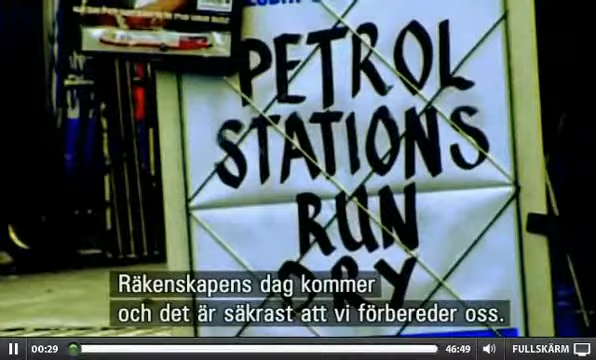 PETROL
STATIONS
RUN
DRY
Räkenskapens dag kommer
och det är säkrast att vi förbereder oss.
00:29
46:49
FULLSKÄRM